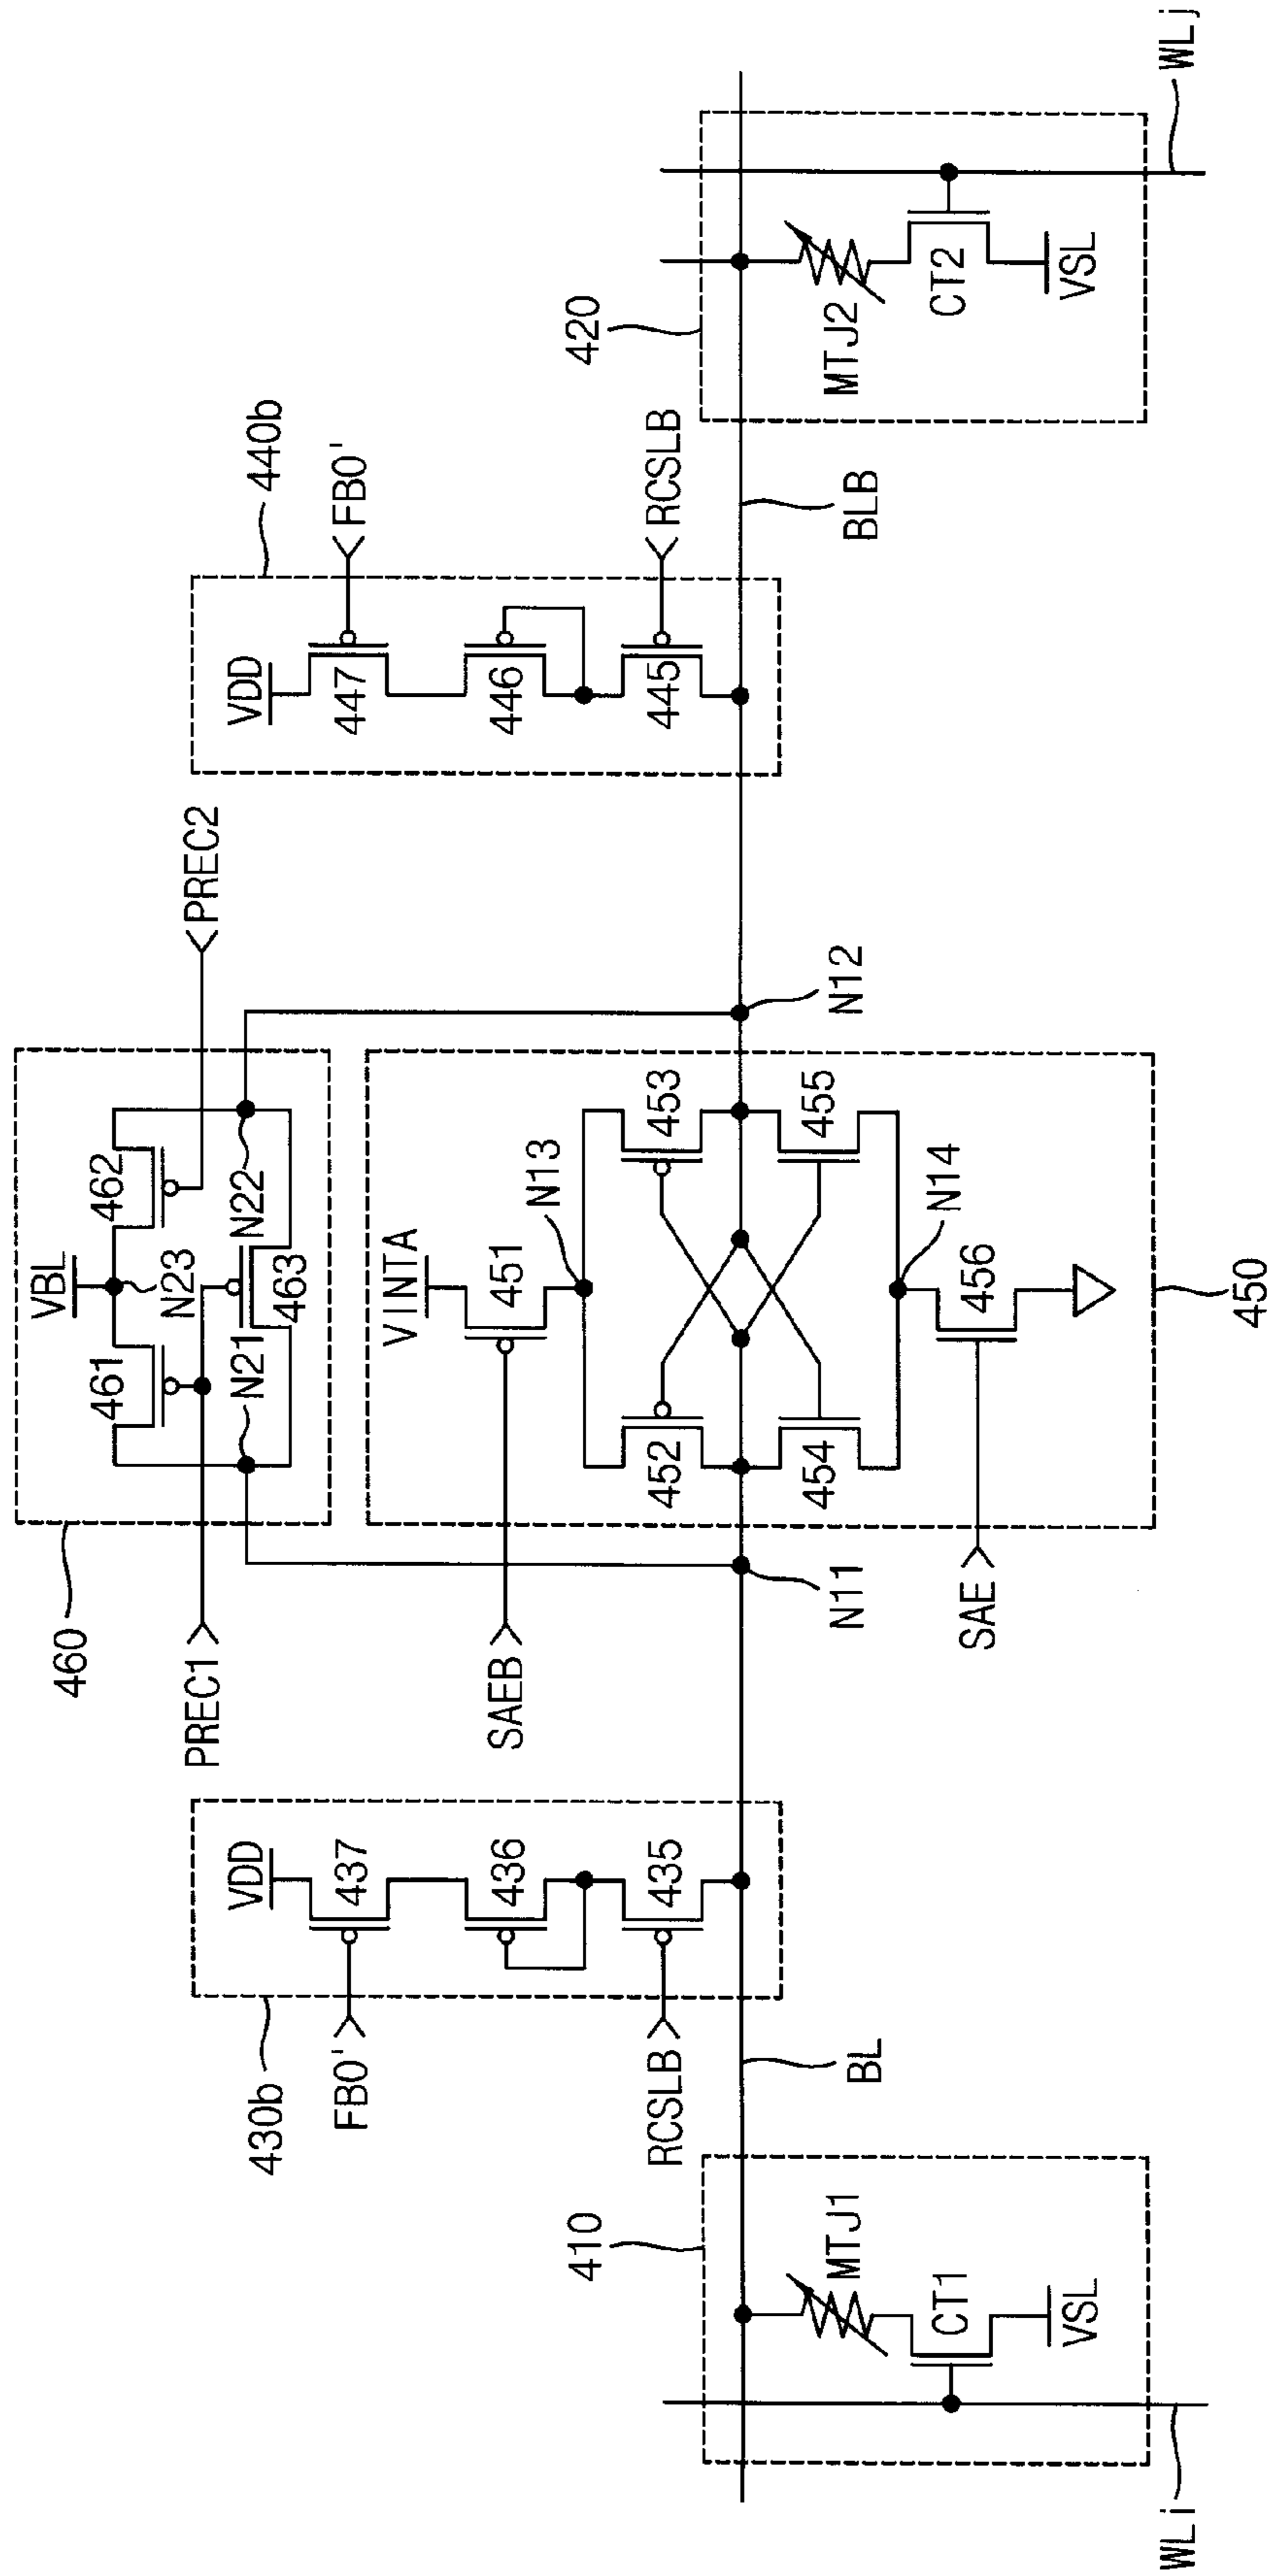 460
VBL
461
462
N23
PREC1
PREC2
N21
N22
463
430b
VDD
437
FB0'
436
435
RCSLB
SAEB
VINTA
451
N13
452
453
454
455
N14
456
SAE
450
N11
N12
440b
VDD
447
FB0'
446
445
RCSLB
BL
BLB
410
MTJ1
CT1
VSL
WLi
420
MTJ2
CT2
VSL
WLj